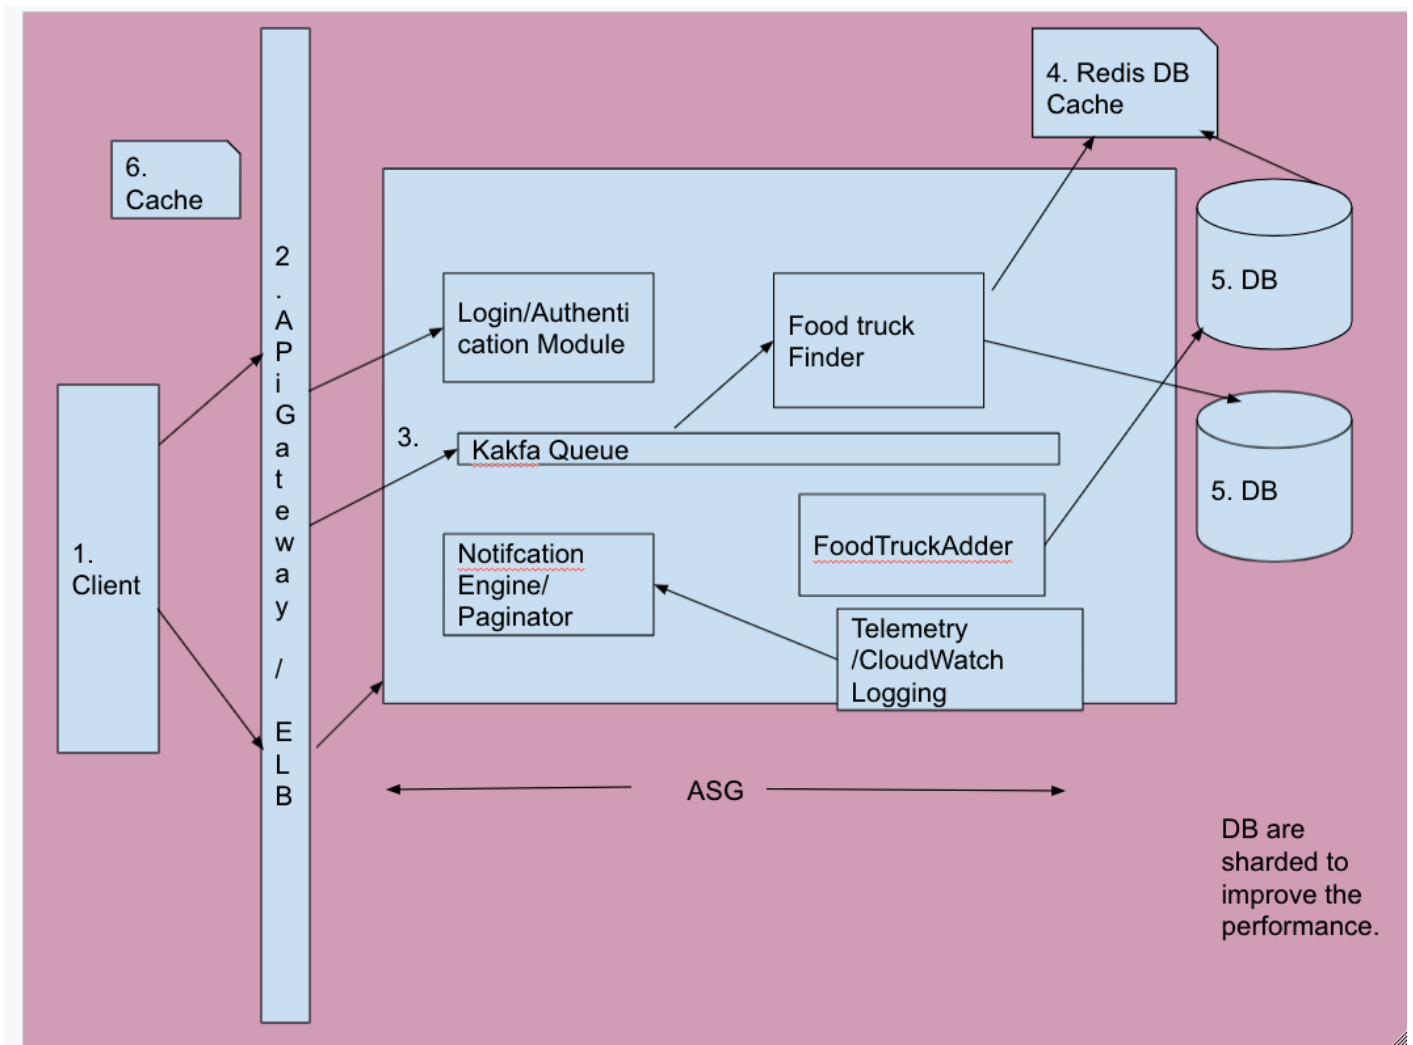 4. Redis DB
Cache
6.
Cache
2
.
A
P
i
G
a
t
e
w
a
y
/
E
L
B
5. DB
Login/Authenti
cation Module
Food truck
Finder
3.
Kakfa Queue
5. DB
1.
Client
Notifcation
Engine/
Paginator
FoodTruckAdder
Telemetry
/CloudWatch
Logging
ASG
DB are
sharded to
improve the
performance.